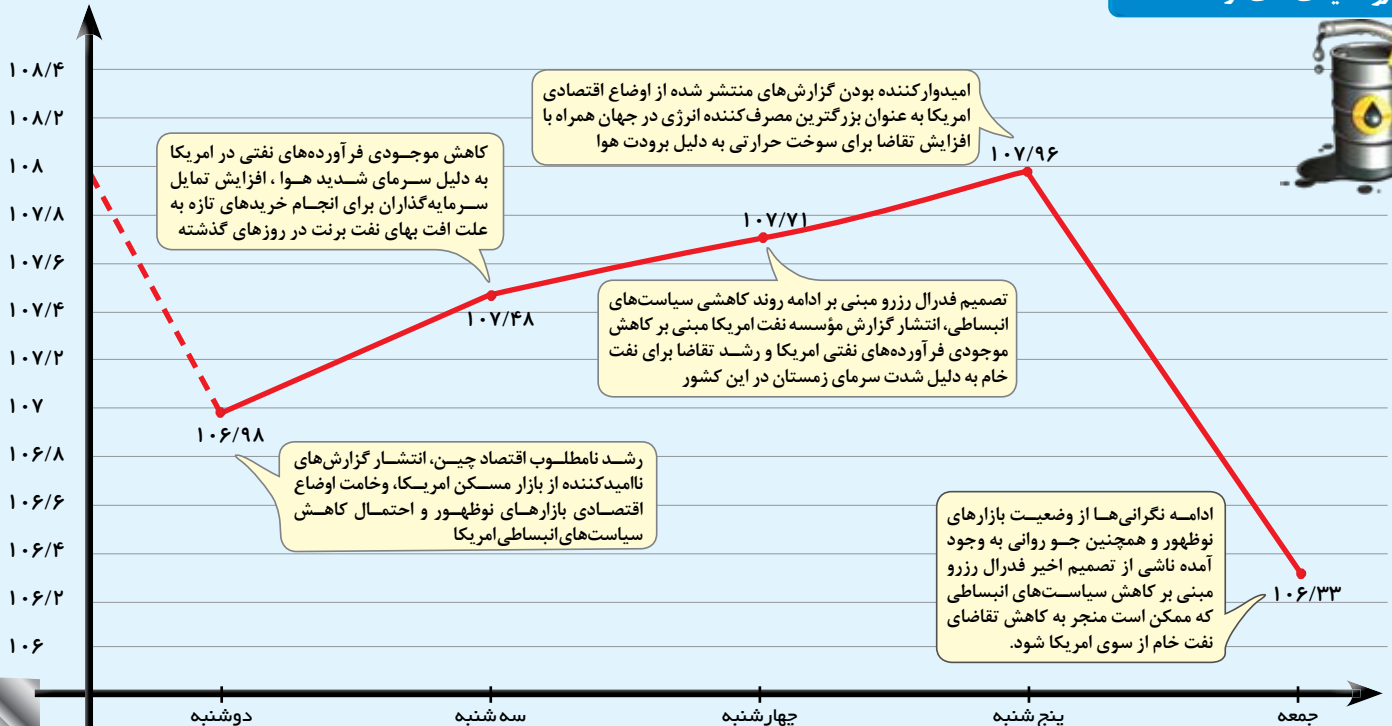 ۱۰۸/۴
۱۰۸/۲
۱۰۸
۱۰۷/۸
۱۰۷/۶
۱۰۷/۴
۱۰۷/۲
۱۰۷
۱۰۶/۸
۱۰۶/۶
۱۰۶/۴
۱۰۶/۲
۱۰۶
امیدوارکننده بودن گزارش‌های منتشر شده از اوضاع اقتصادی
امریکا به عنوان بزرگترین مصرف‌کننده انرژی در جهان همراه با
افزایش تقاضا برای سوخت حرارتی به دلیل برودت هوا
۱۰۷/۹۶
کاهش موجـودی فرآورده‌های نفتی در امریکا
به دلیل سـرمای شـدید هـوا ، افزایش تمایل
سـرمایه‌گذاران برای انجـام خریدهای تازه به
علت افت بهای نفت برنت در روزهای گذشته
۱۰۷/۴۸
۱۰۷/۷۱
تصمیم فدرال رزرو مبنی بر ادامه روند کاهشی سیاست‌های
انبساطی، انتشار گزارش مؤسسه نفت امریکا مبنی بر کاهش
موجودی فرآورده‌های نفتی امریکا و رشـد تقاضا برای نفت
خام به دلیل شدت سرمای زمستان در این کشور
۱۰۶/۹۸
رشـد نامطلـوب اقتصاد چیـن، انتشـار گزارش‌های
ناامیدکننده از بازار مسـکن امریـکا، وخامت اوضاع
اقتصـادی بازارهـای نوظهـور و احتمـال کاهـش
سیاست‌های انبساطی امریکا
ادامـه نگرانی‌هـا از وضعیـت بازارهای
نوظهور و همچنین جـو روانی به وجود
آمده ناشی از تصمیم اخیر فدرال رزرو
مبنی بر کاهش سیاسـت‌های انبساطی
که ممکن است منجر به کاهش تقاضای
نفت خام از سوی امریکا شود.
۱۰۶/۳۳
دوشنبه
سه‌شنبه
چهارشنبه
پنج‌شنبه
جمعه